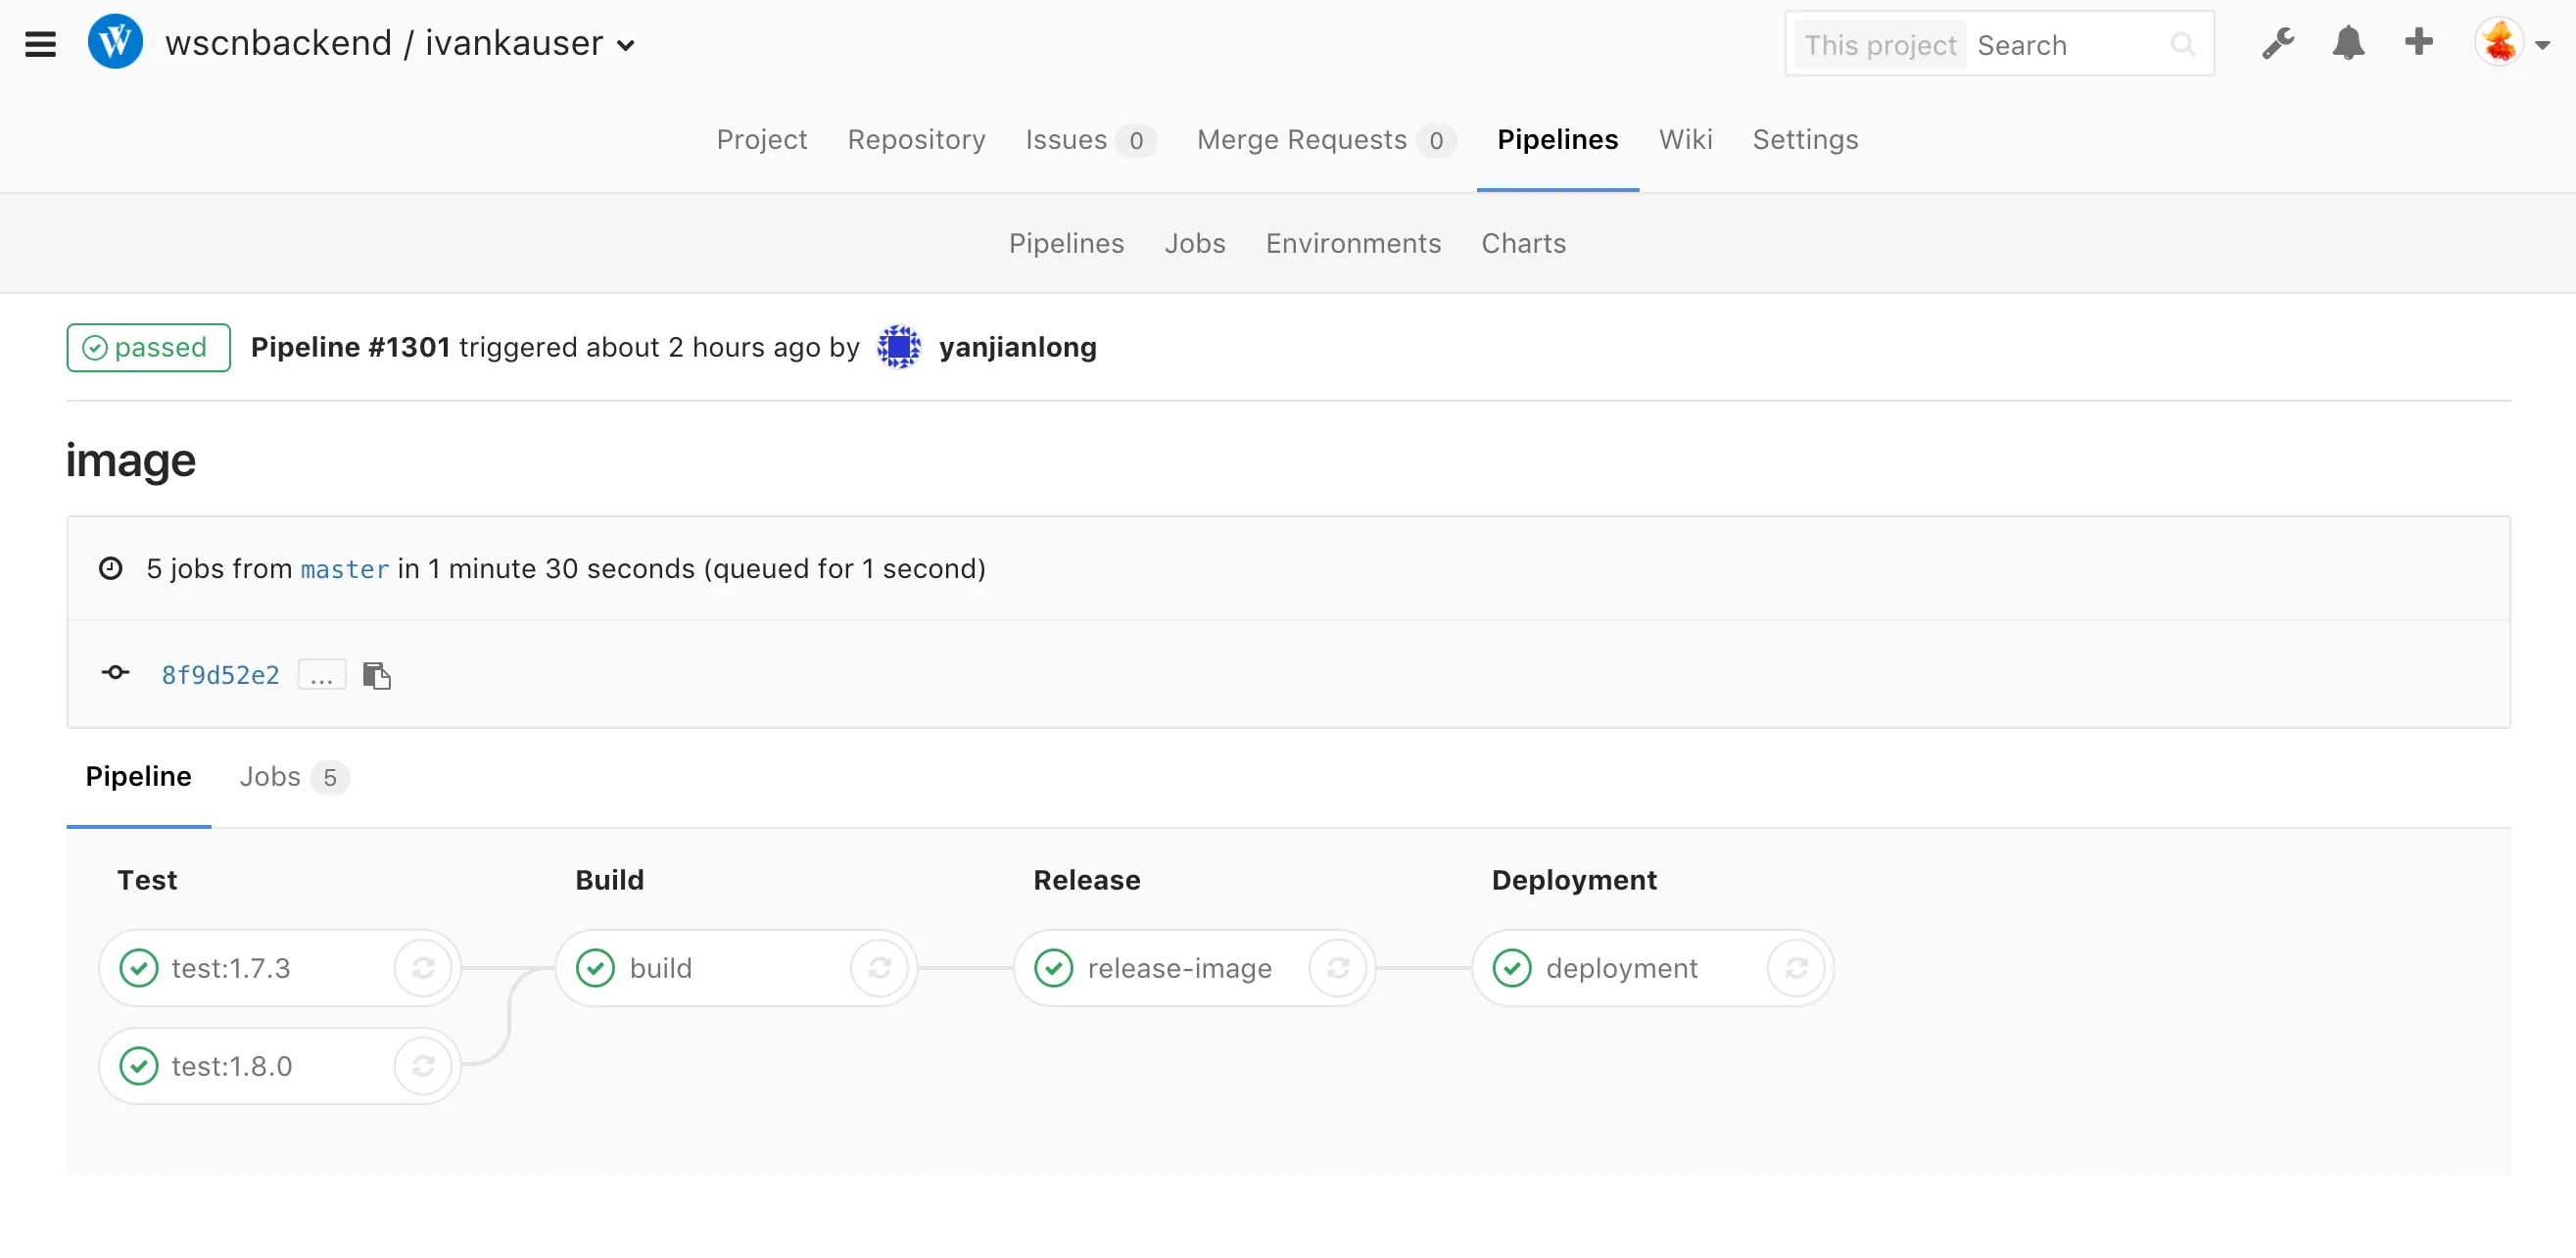 wscnbackend / ivankauser
This project Search
Project Repository Issues 0 Merge Requests 0 Pipelines Wiki Settings
Pipelines Jobs Environments Charts
passed Pipeline #1301 triggered about 2 hours ago by yanjianlong
image
5 jobs from master in 1 minute 30 seconds (queued for 1 second)
8f9d52e2 ...
Pipeline Jobs 5
Test Build Release Deployment
test:1.7.3 build release-image deployment
test:1.8.0